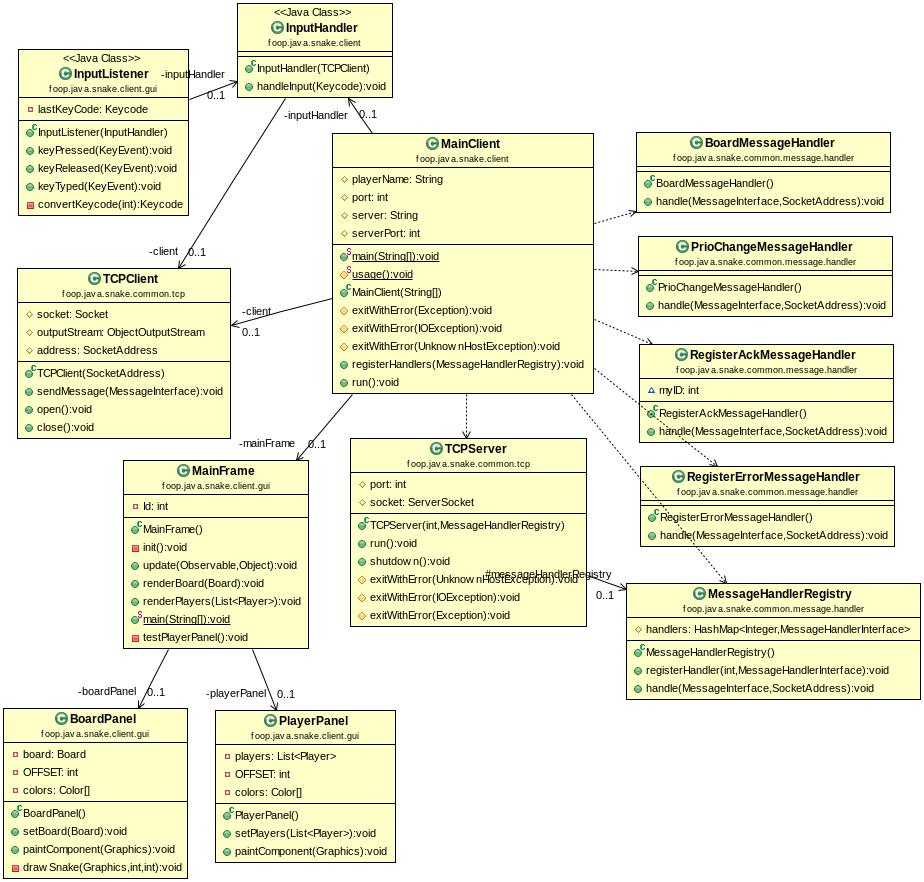 <<Java Class>>
InputHandler
foop.java.snake.client
InputHandler(TCPClient)
handleInput(Keycode):void
<<Java Class>>
InputListener
foop.java.snake.client.gui
lastKeyCode: Keycode
InputListener(InputHandler)
keyPressed(KeyEvent):void
keyReleased(KeyEvent):void
keyTyped(KeyEvent):void
convertKeycode(int):Keycode
-inputHandler
0..1
-inputHandler
0..1
MainClient
foop.java.snake.client
playerName: String
port: int
server: String
serverPort: int
main(String[]):void
usage():void
MainClient(String[])
exitWithError(Exception):void
exitWithError(IOException):void
exitWithError(UnknownHostException):void
registerHandlers(MessageHandlerRegistry):void
run():void
BoardMessageHandler
foop.java.snake.common.message.handler
BoardMessageHandler()
handle(MessageInterface,SocketAddress):void
PrioChangeMessageHandler
foop.java.snake.common.message.handler
PrioChangeMessageHandler()
handle(MessageInterface,SocketAddress):void
-client
0..1
TCPClient
foop.java.snake.common.tcp
socket: Socket
outputStream: ObjectOutputStream
address: SocketAddress
TCPClient(SocketAddress)
sendMessage(MessageInterface):void
open():void
close():void
-client
0..1
RegisterAckMessageHandler
foop.java.snake.common.message.handler
myID: int
RegisterAckMessageHandler()
handle(MessageInterface,SocketAddress):void
-mainFrame
0..1
MainFrame
foop.java.snake.client.gui
Id: int
MainFrame()
init():void
update(Observable,Object):void
renderBoard(Board):void
renderPlayers(List<Player>):void
main(String[]):void
testPlayerPanel():void
TCPServer
foop.java.snake.common.tcp
port: int
socket: ServerSocket
TCPServer(int,MessageHandlerRegistry)
run():void
shutdown():void
exitWithError(UnknownHostException):void
exitWithError(IOException):void
exitWithError(Exception):void
#messageHandlerRegistry
0..1
RegisterErrorMessageHandler
foop.java.snake.common.message.handler
RegisterErrorMessageHandler()
handle(MessageInterface,SocketAddress):void
MessageHandlerRegistry
foop.java.snake.common.message.handler
handlers: HashMap<Integer,MessageHandlerInterface>
MessageHandlerRegistry()
registerHandler(int,MessageHandlerInterface):void
handle(MessageInterface,SocketAddress):void
-boardPanel
0..1
-playerPanel
0..1
BoardPanel
foop.java.snake.client.gui
board: Board
OFFSET: int
colors: Color[]
BoardPanel()
setBoard(Board):void
paintComponent(Graphics):void
drawSnake(Graphics,int,int):void
PlayerPanel
foop.java.snake.client.gui
players: List<Player>
OFFSET: int
colors: Color[]
PlayerPanel()
setPlayers(List<Player>):void
paintComponent(Graphics):void